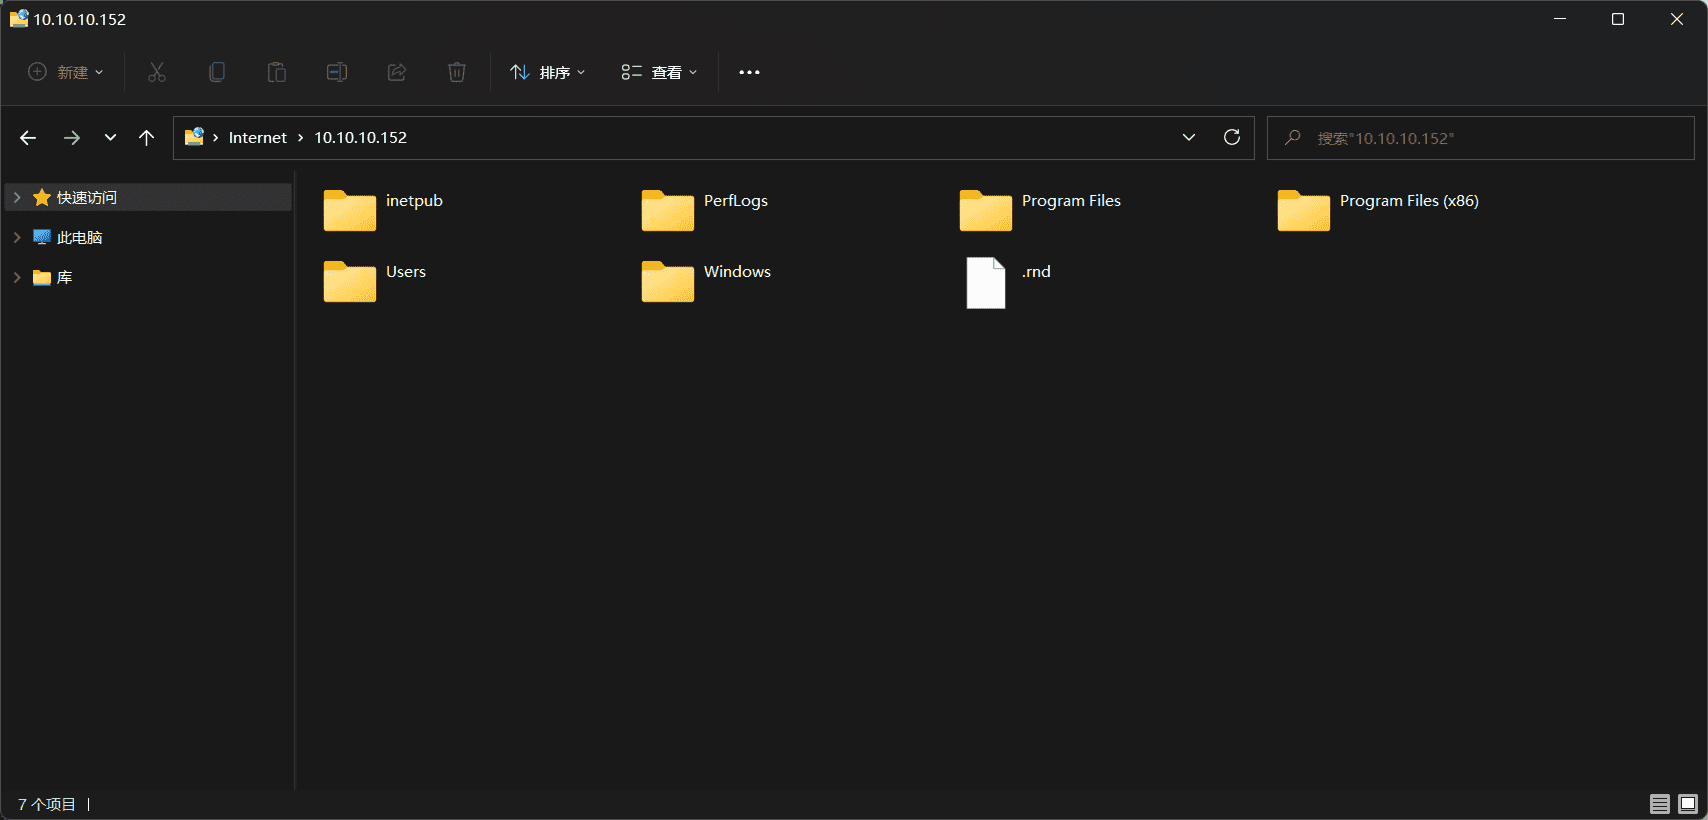 10.10.10.152
新建 排序 查看
Internet 10.10.10.152 搜索"10.10.10.152"
快速访问
此电脑
库
inetpub PerfLogs Program Files Program Files (x86)
Users Windows .rnd
7 个项目